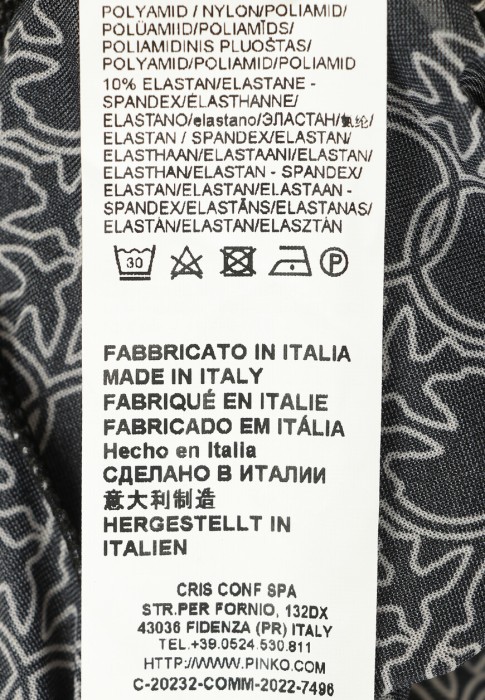 POLYAMID / NYLON/POLIAMID/
POLÜAMIID/POLIAMĪDS/
POLIAMIDINIS PLUOŠTAS/
POLYAMID/POLIAMID/POLIAMID
10% ELASTAN/ELASTANE -
SPANDEX/ÉLASTHANNE/
ELASTANO/elastano/ЭЛАСТАН/氨纶/
ELASTAN / SPANDEX/ELASTAN/
ELASTHAAN/ELASTAANI/ELASTAN/
ELASTHAN/ELASTAN - SPANDEX/
ELASTAN/ELASTAN/ELASTAAN -
SPANDEX/ELASTĀNS/ELASTANAS/
ELASTÁN/ELASTAN/ELASZTÁN
30 P
FABBRICATO IN ITALIA
MADE IN ITALY
FABRIQUÉ EN ITALIE
FABRICADO EM ITÁLIA
Hecho en Italia
СДЕЛАНО В ИТАЛИИ
意大利制造
HERGESTELLT IN
ITALIEN
CRIS CONF SPA
STR.PER FORNIO, 132DX
43036 FIDENZA (PR) ITALY
TEL.+39.0524.530.811
HTTP://WWW.PINKO.COM
C-20232-COMM-2022-7496